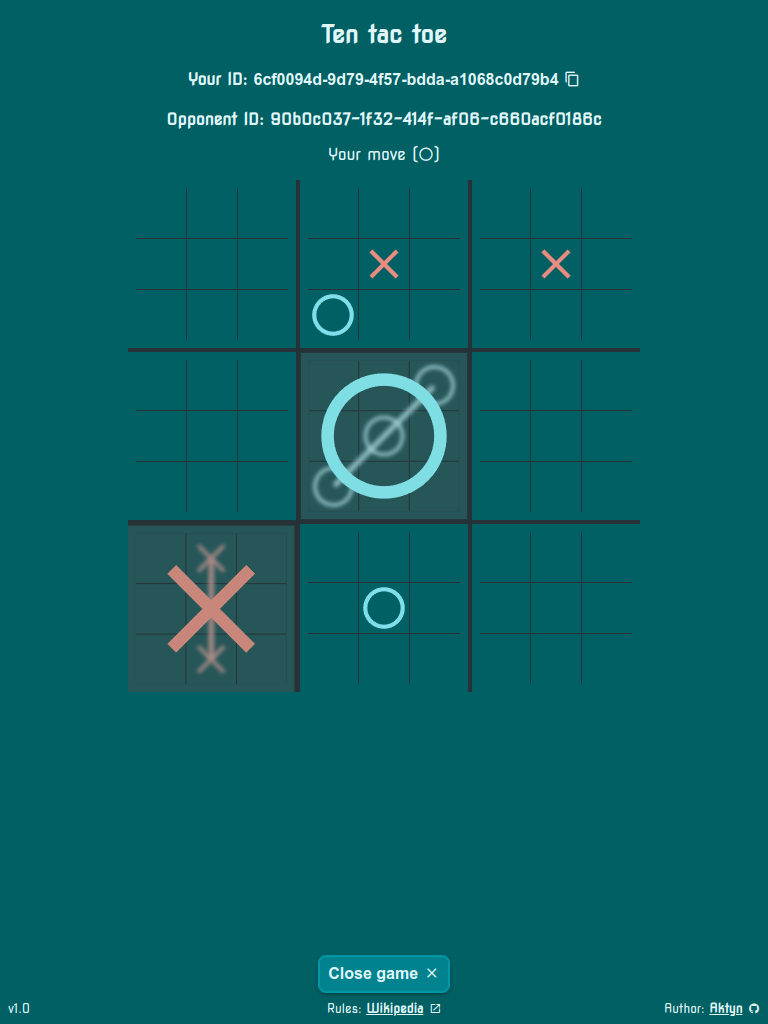 Ten tac toe
Your ID: 6cf0094d-9d79-4f57-bdda-a1068c0d79b4
Opponent ID: 90b0c037-1f32-414f-af06-c660acf0186c
Your move (○)
Close game ×
v1.0
Rules: Wikipedia
Author: Aktyn